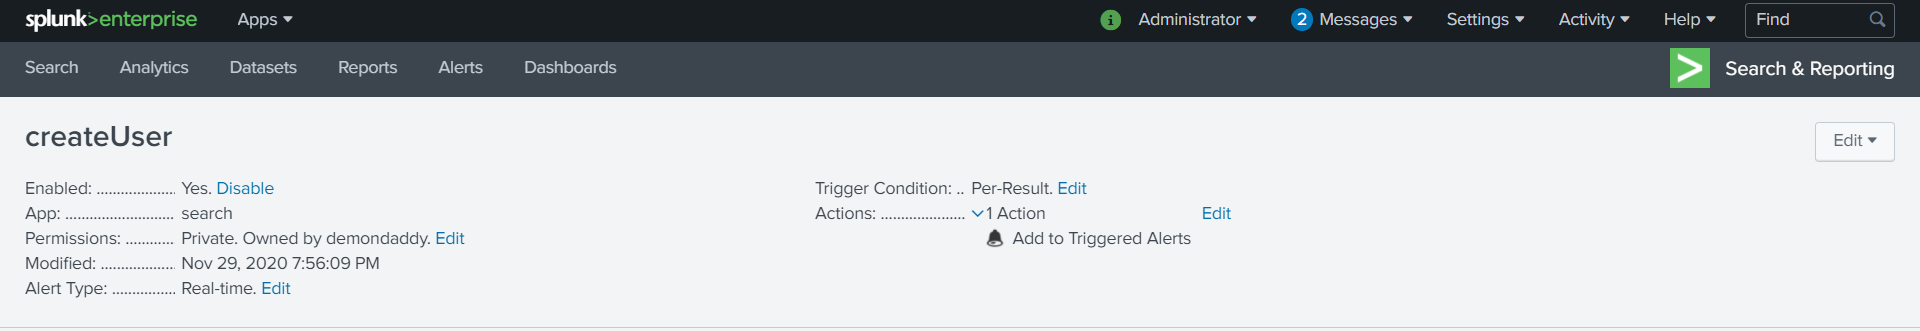 splunk>enterprise Apps Administrator 2 Messages Settings Activity Help Find
Search Analytics Datasets Reports Alerts Dashboards Search & Reporting
createUser
Edit
Enabled: ................... Yes. Disable
App: ........................... search
Permissions: ............ Private. Owned by demondaddy. Edit
Modified: .................. Nov 29, 2020 7:56:09 PM
Alert Type: ................ Real-time. Edit
Trigger Condition: .. Per-Result. Edit
Actions: ..................... 1 Action Edit
Add to Triggered Alerts